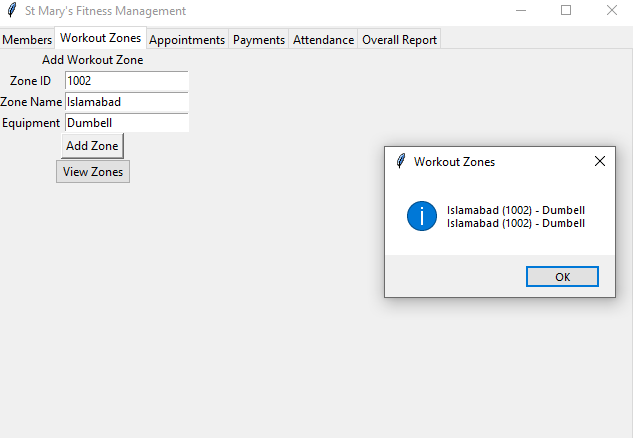 St Mary's Fitness Management
Members Workout Zones Appointments Payments Attendance Overall Report
Add Workout Zone
Zone ID 1002
Zone Name Islamabad
Equipment Dumbell
Add Zone
View Zones
Workout Zones
Islamabad (1002) - Dumbell
Islamabad (1002) - Dumbell
OK